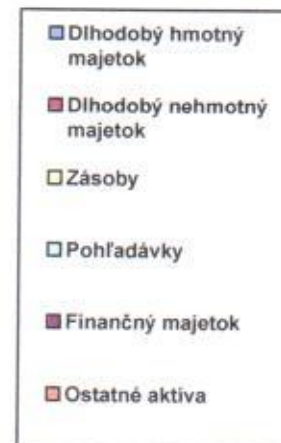 Dlhodobý hmotný
majetok
Dlhodobý nehmotný
majetok
Zásoby
Pohľadávky
Finančný majetok
Ostatné aktíva